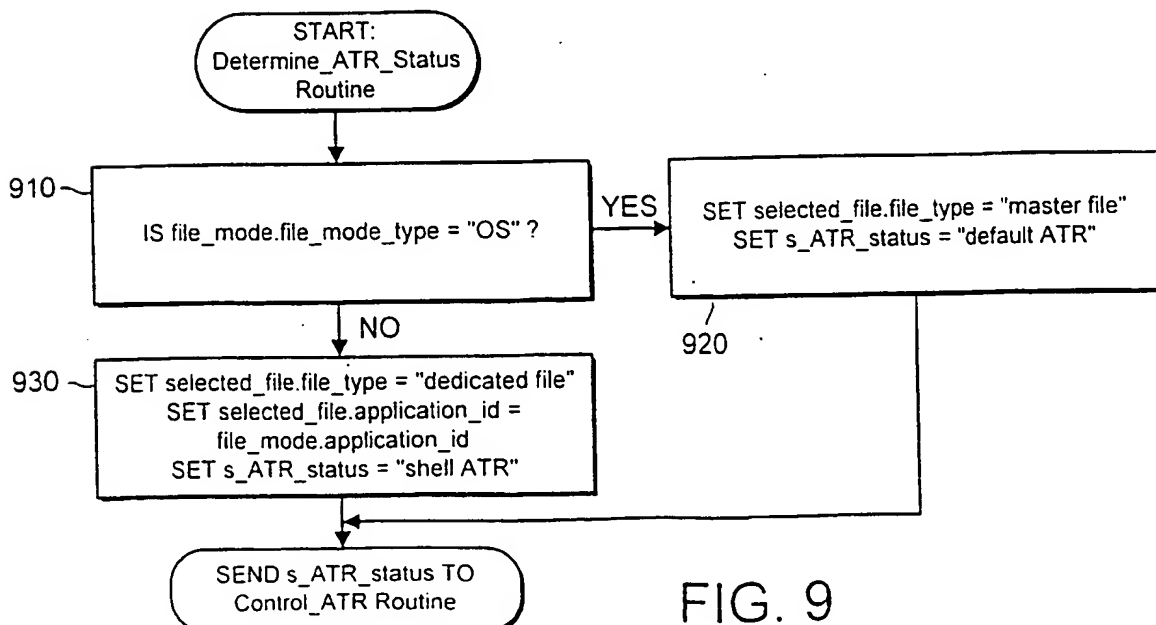 START:
Determine_ATR_Status
Routine
910
IS file_mode.file_mode_type = "OS" ?
YES
SET selected_file.file_type = "master file"
SET s_ATR_status = "default ATR"
920
NO
930
SET selected_file.file_type = "dedicated file"
SET selected_file.application_id =
file_mode.application_id
SET s_ATR_status = "shell ATR"
SEND s_ATR_status TO
Control_ATR Routine
FIG. 9